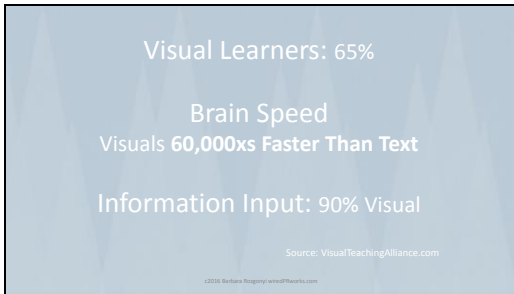 Visual Learners: 65%
Brain Speed
Visuals 60,000xs Faster Than Text
Information Input: 90% Visual
Source: VisualTeachingAlliance.com